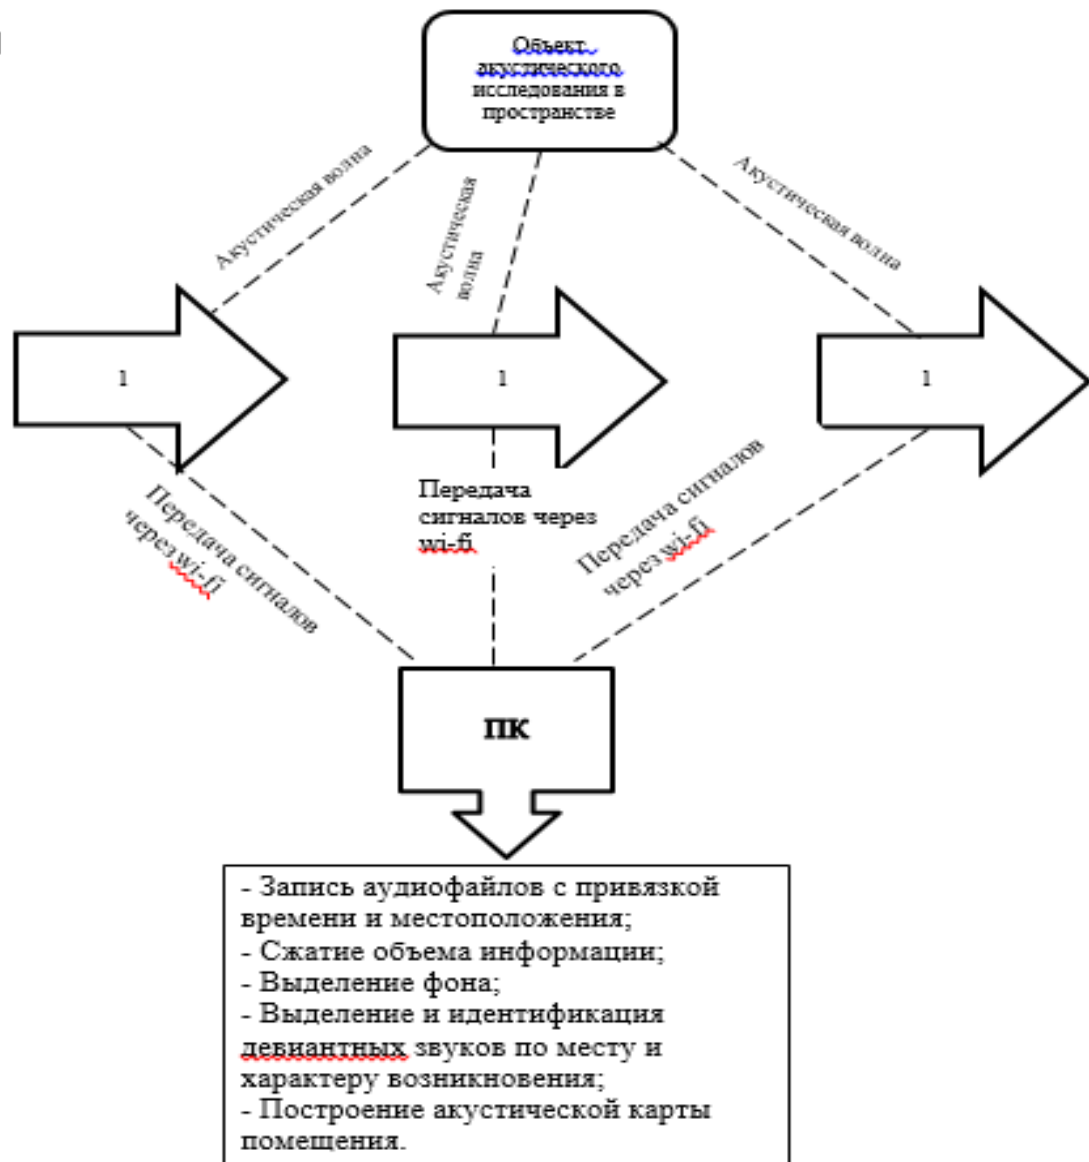 Объект
акустического
исследования в
пространстве
Акустическая волна
Акустическая
волна
Акустическая волна
1
1
1
Передача сигналов
через wi-fi
Передача
сигналов через
wi-fi
Передача сигналов
через wi-fi
ПК
- Запись аудиофайлов с привязкой
времени и местоположения;
- Сжатие объема информации;
- Выделение фона;
- Выделение и идентификация
девиантных звуков по месту и
характеру возникновения;
- Построение акустической карты
помещения.